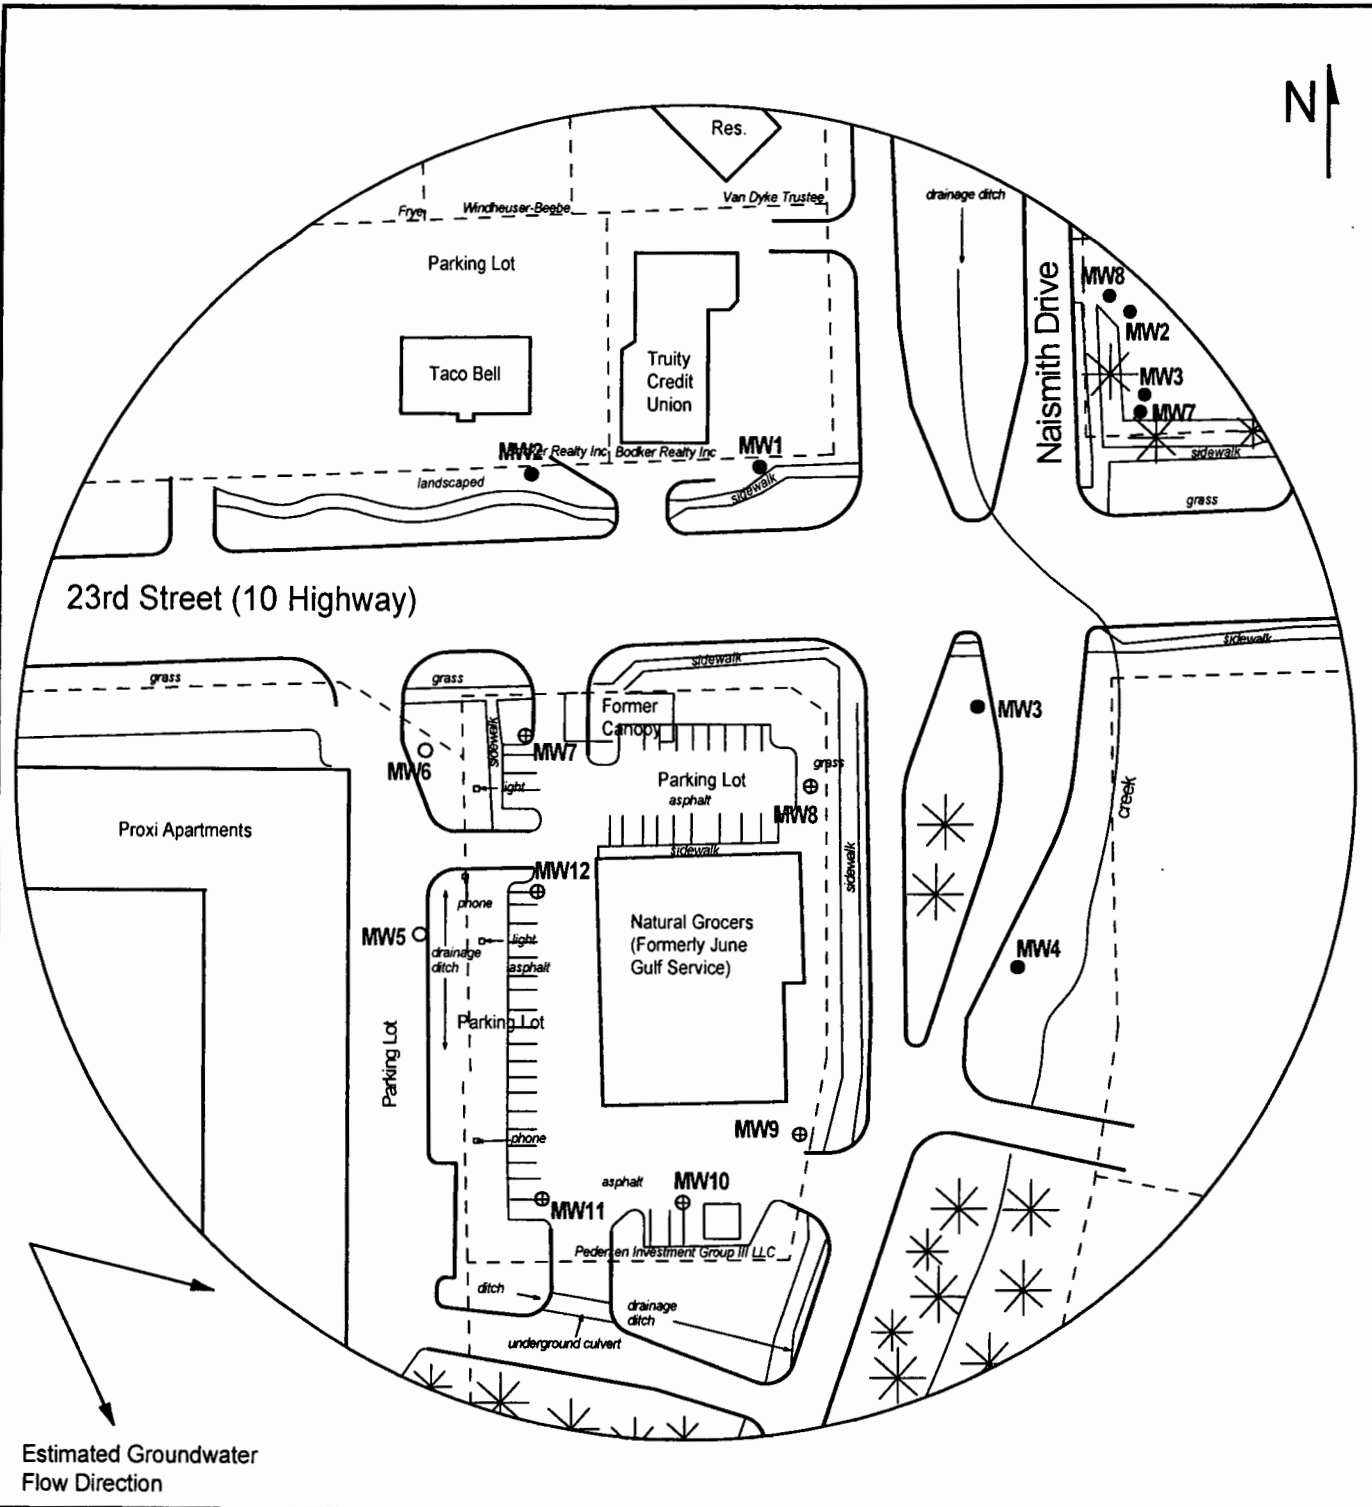 N
Res.
drainage ditch
Van Dyke Trustee
Frye
Windheuser-Beebe
Parking Lot
Naismith Drive
MW8
MW2
Truity
Credit
Union
Taco Bell
MW3
MW7
MW2
Realty Inc
Bodker Realty Inc
MW1
sidewalk
landscaped
sidewalk
grass
23rd Street (10 Highway)
sidewalk
grass
grass
sidewalk
Former
Canopy
MW3
sidewalk
MW7
MW6
light
Parking Lot
asphalt
grass
MW8
creek
Proxi Apartments
sidewalk
sidewalk
MW12
phone
MW5
light
drainage
ditch
asphalt
Natural Grocers
(Formerly June
Gulf Service)
MW4
Parking Lot
Parking Lot
phone
MW9
asphalt
MW10
MW11
Pedersen Investment Group III LLC
ditch
drainage
ditch
underground culvert
Estimated Groundwater
Flow Direction